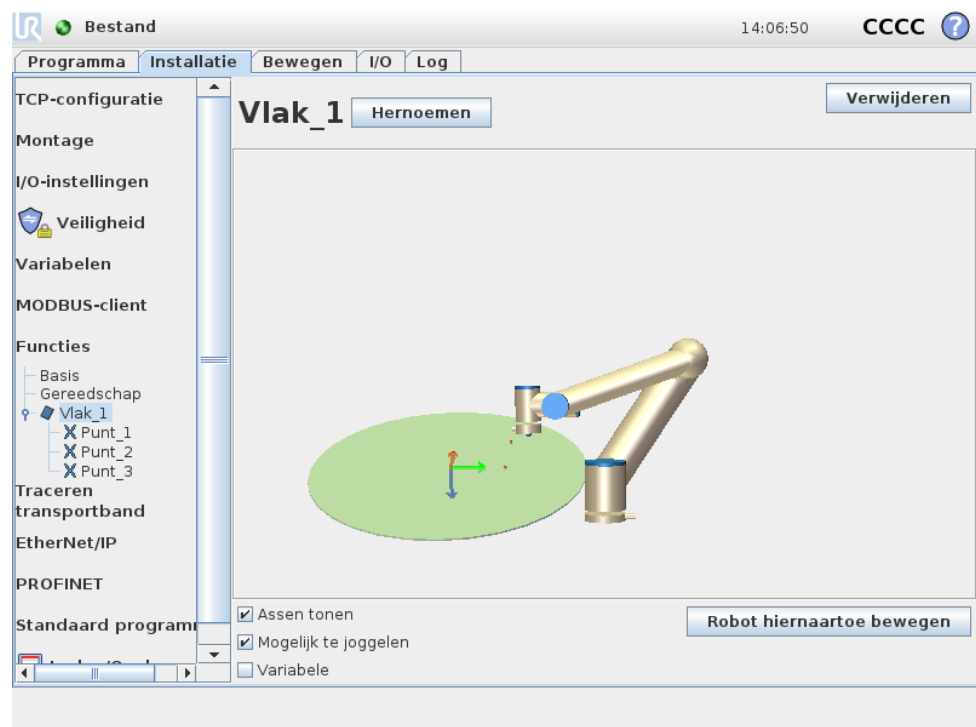 UR Bestand 14:06:50 CCCC ?
Programma Installatie Bewegen I/O Log
TCP-configuratie
Montage
I/O-instellingen
Veiligheid
Variabelen
MODBUS-client
Functies
Basis
Gereedschap
Vlak_1
Punt_1
Punt_2
Punt_3
Traceren
transportband
EtherNet/IP
PROFINET
Standaard
Vlak_1 Hernoemen Verwijderen
Assen tonen
Mogelijk te joggelen
Variabele
Robot hiernaartoe bewegen